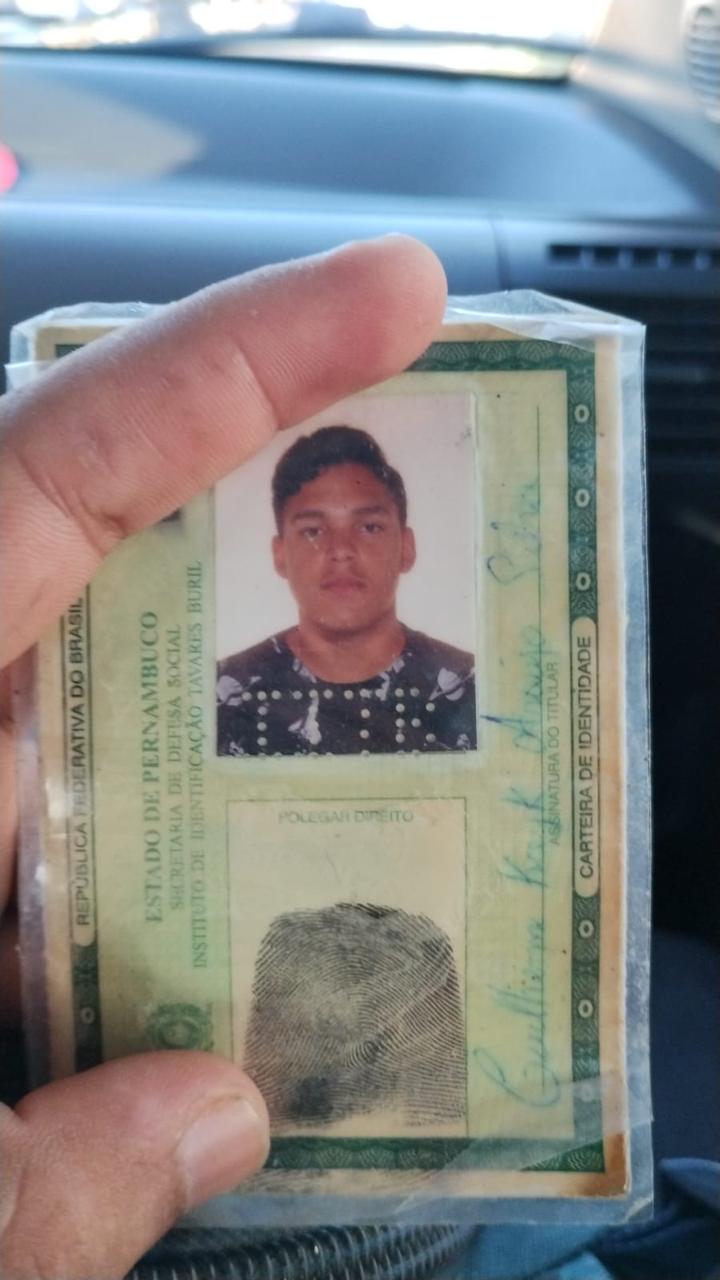 REPÚBLICA FEDERATIVA DO BRASIL
ESTADO DE PERNAMBUCO
SECRETARIA DE DEFESA SOCIAL
INSTITUTO DE IDENTIFICAÇÃO TAVARES BURIL
POLEGAR DIREITO
Guilherme Kayk Araújo Silva
ASSINATURA DO TITULAR
CARTEIRA DE IDENTIDADE